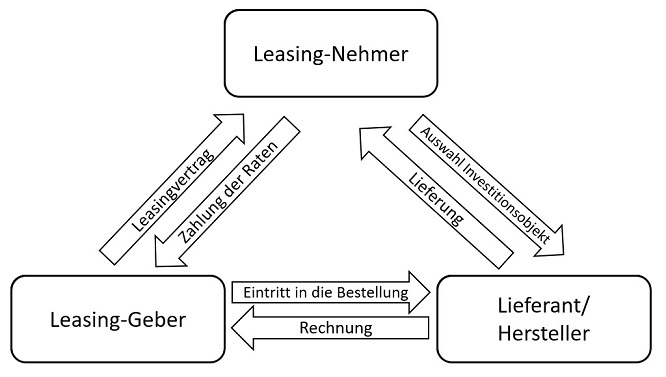 Leasing-Nehmer
Leasingvertrag
Zahlung der Raten
Auswahl Investitionsobjekt
Lieferung
Leasing-Geber
Eintritt in die Bestellung
Rechnung
Lieferant/
Hersteller